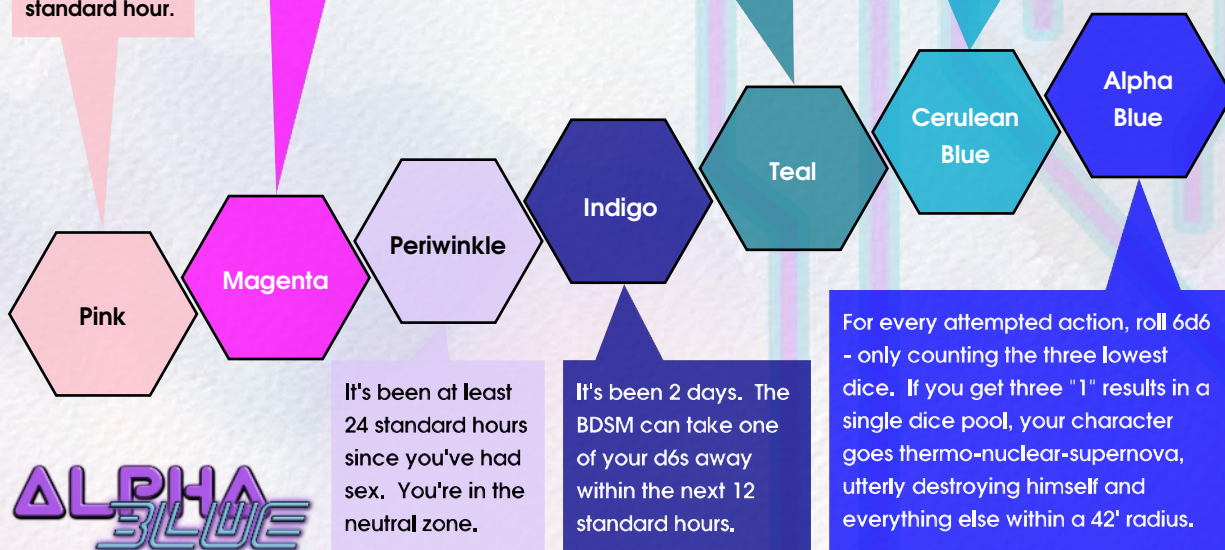 standard hour.
Pink
Magenta
Periwinkle
Indigo
Teal
Cerulean
Blue
Alpha
Blue
It's been at least
24 standard hours
since you've had
sex.  You're in the
neutral zone.
It's been 2 days.  The
BDSM can take one
of your d6s away
within the next 12
standard hours.
For every attempted action, roll 6d6
- only counting the three lowest
dice.  If you get three "1" results in a
single dice pool, your character
goes thermo-nuclear-supernova,
utterly destroying himself and
everything else within a 42' radius.
ALPHA
BLUE